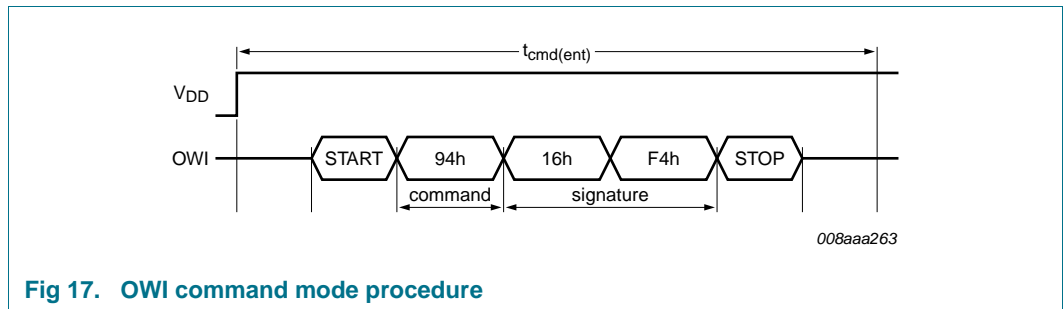 tcmd(ent)
VDD
OWI START 94h 16h F4h STOP
command signature
008aaa263
Fig 17. OWI command mode procedure